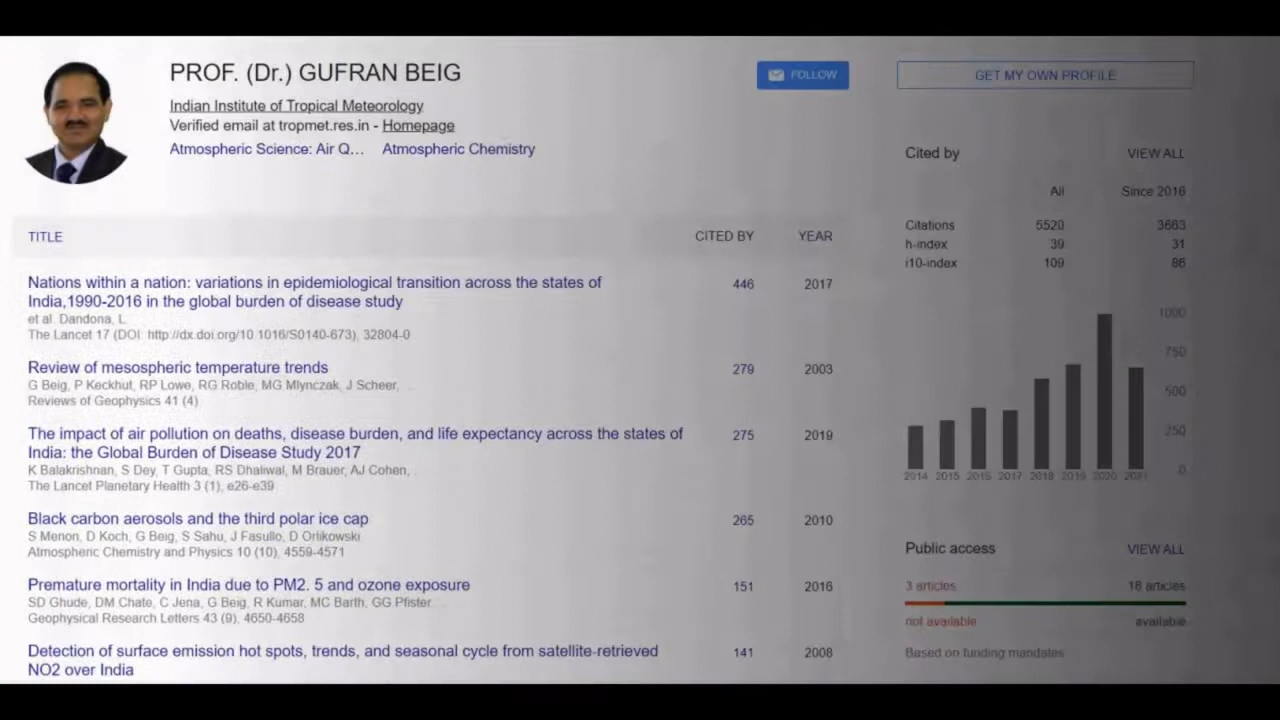 PROF. (Dr.) GUFRAN BEIG
FOLLOW
Indian Institute of Tropical Meteorology
Verified email at tropmet.res.in - Homepage
Atmospheric Science: Air Q... Atmospheric Chemistry
TITLE CITED BY YEAR
Nations within a nation: variations in epidemiological transition across the states of 446 2017
India,1990-2016 in the global burden of disease study
et al. Dandona, L
The Lancet 17 (DOI: http://dx.doi.org/10 1016/S0140-673), 32804-0
Review of mesospheric temperature trends 279 2003
G Beig, P Keckhut, RP Lowe, RG Roble, MG Mlynczak, J Scheer, ...
Reviews of Geophysics 41 (4)
The impact of air pollution on deaths, disease burden, and life expectancy across the states of 275 2019
India: the Global Burden of Disease Study 2017
K Balakrishnan, S Dey, T Gupta, RS Dhaliwal, M Brauer, AJ Cohen, ...
The Lancet Planetary Health 3 (1), e26-e39
Black carbon aerosols and the third polar ice cap 265 2010
S Menon, D Koch, G Beig, S Sahu, J Fasullo, D Orlikowski
Atmospheric Chemistry and Physics 10 (10), 4559-4571
Premature mortality in India due to PM2. 5 and ozone exposure 151 2016
SD Ghude, DM Chate, C Jena, G Beig, R Kumar, MC Barth, GG Pfister, ...
Geophysical Research Letters 43 (9), 4650-4658
Detection of surface emission hot spots, trends, and seasonal cycle from satellite-retrieved 141 2008
NO2 over India
GET MY OWN PROFILE
Cited by VIEW ALL
All Since 2016
Citations 5520 3663
h-index 39 31
i10-index 109 86
1000
750
500
250
0
2014 2015 2016 2017 2018 2019 2020 2021
Public access VIEW ALL
3 articles 18 articles
not available available
Based on funding mandates